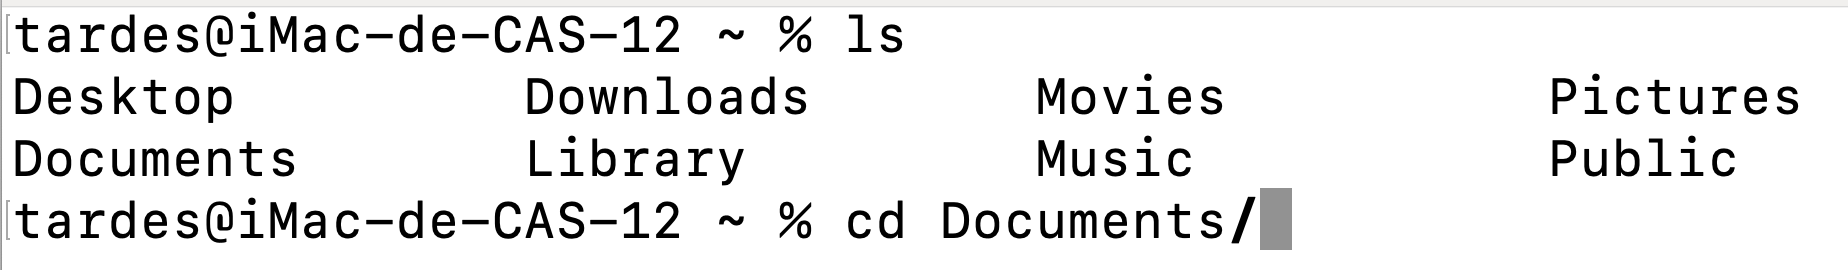 tardes@iMac-de-CAS-12 ~ % ls
Desktop Downloads Movies Pictures
Documents Library Music Public
tardes@iMac-de-CAS-12 ~ % cd Documents/